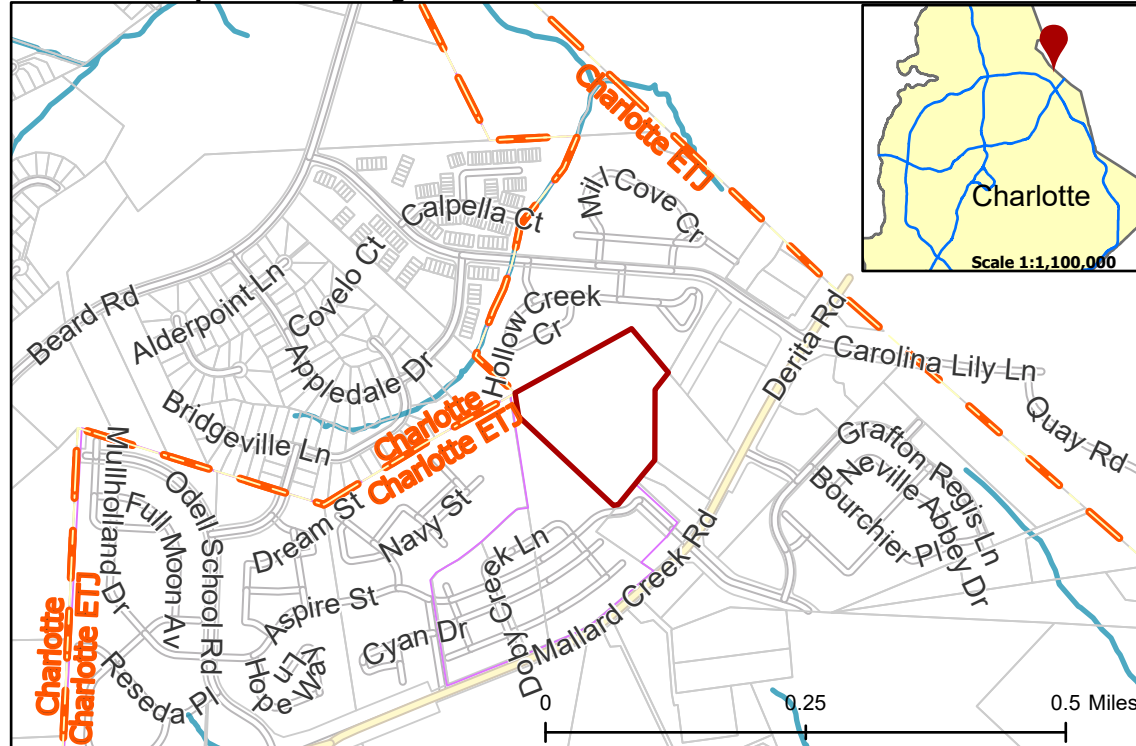 Charlotte ETJ
Charlotte
Scale 1:1,100,000
Mill Cove Cr
Calpella Ct
Covelo Ct
Alderpoint Ln
Beard Rd
Appledale Dr
Hollow Creek
Cr
Derita Rd
Carolina Lily Ln
Quay Rd
Bridgeville Ln
Charlotte
Charlotte ETJ
Grafton Regis Ln
Neville Abbey Dr
Bourchier Pl
Mullholland Dr
Full Moon Av
Odell School Rd
Dream St
Navy St
Aspire St
Cyan Dr
Doby Creek Ln
Mallard Creek Rd
Hope Way
Ln
Reseda Pl
Charlotte
Charlotte ETJ
0 0.25 0.5 Miles